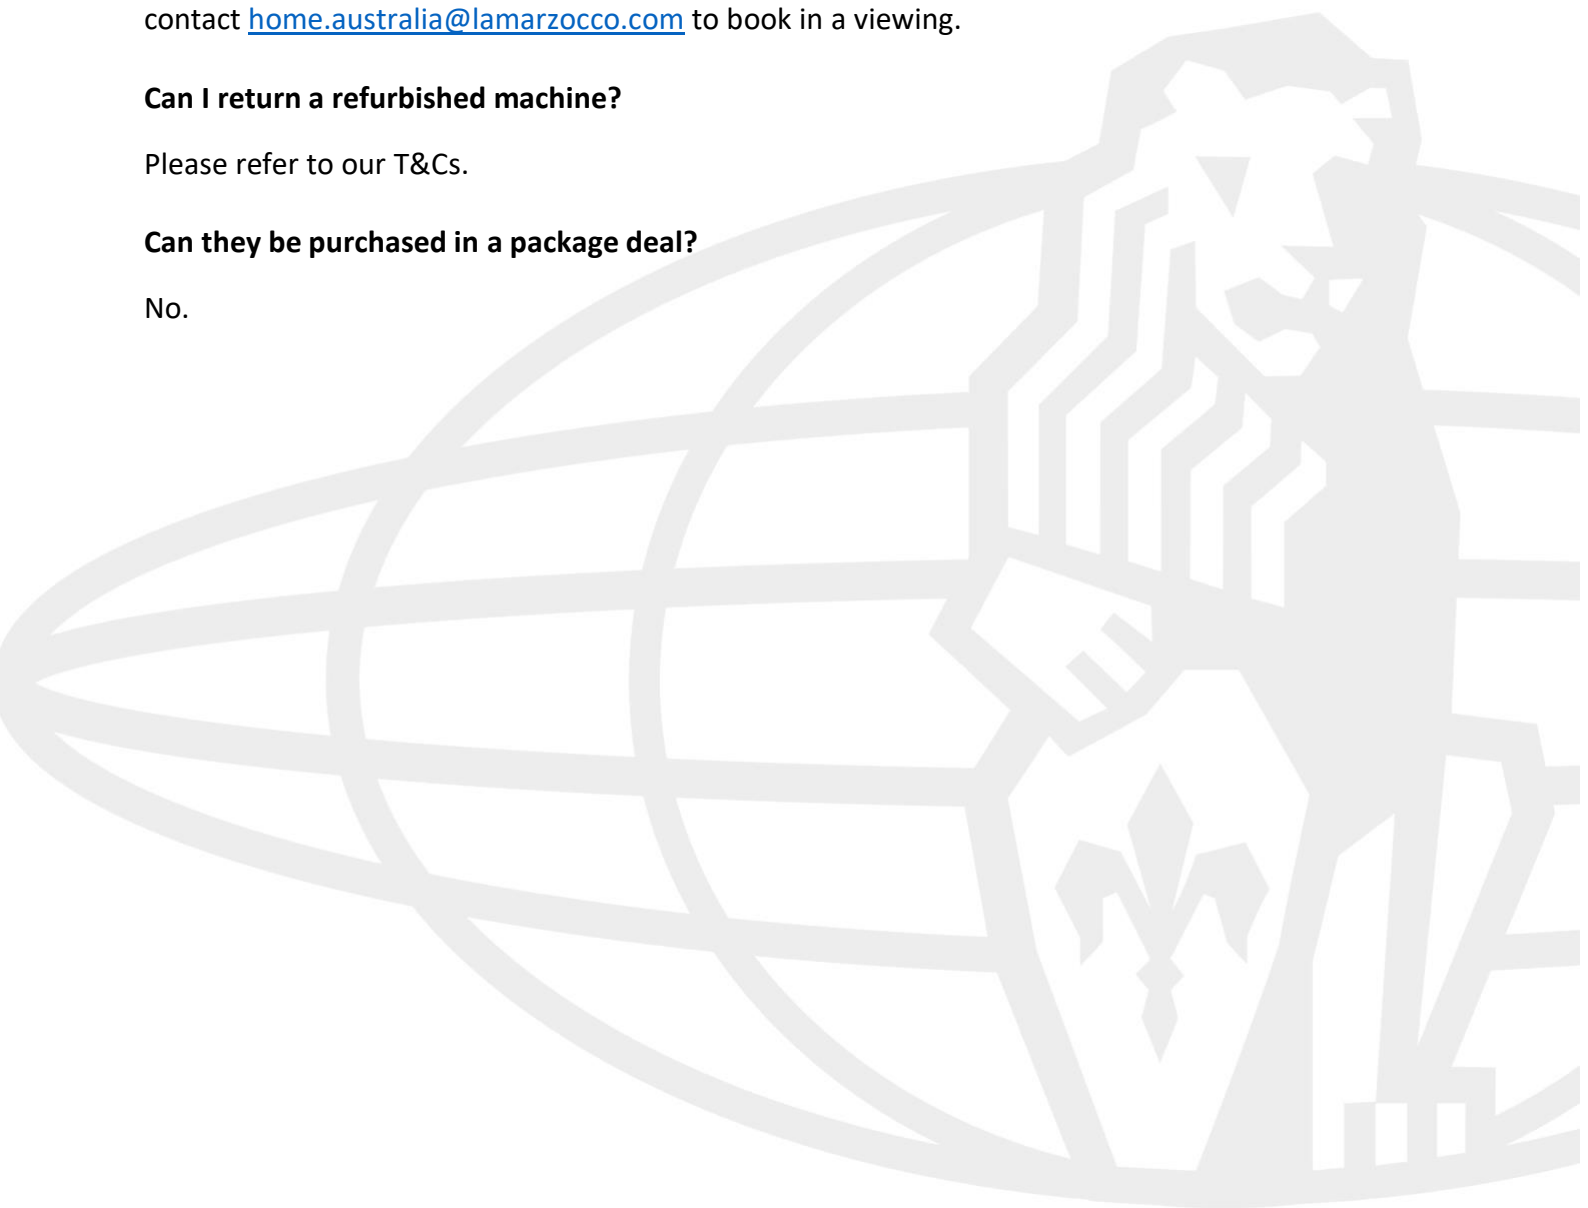 contact home.australia@lamarzocco.com to book in a viewing.
Can I return a refurbished machine?
Please refer to our T&Cs.
Can they be purchased in a package deal?
No.